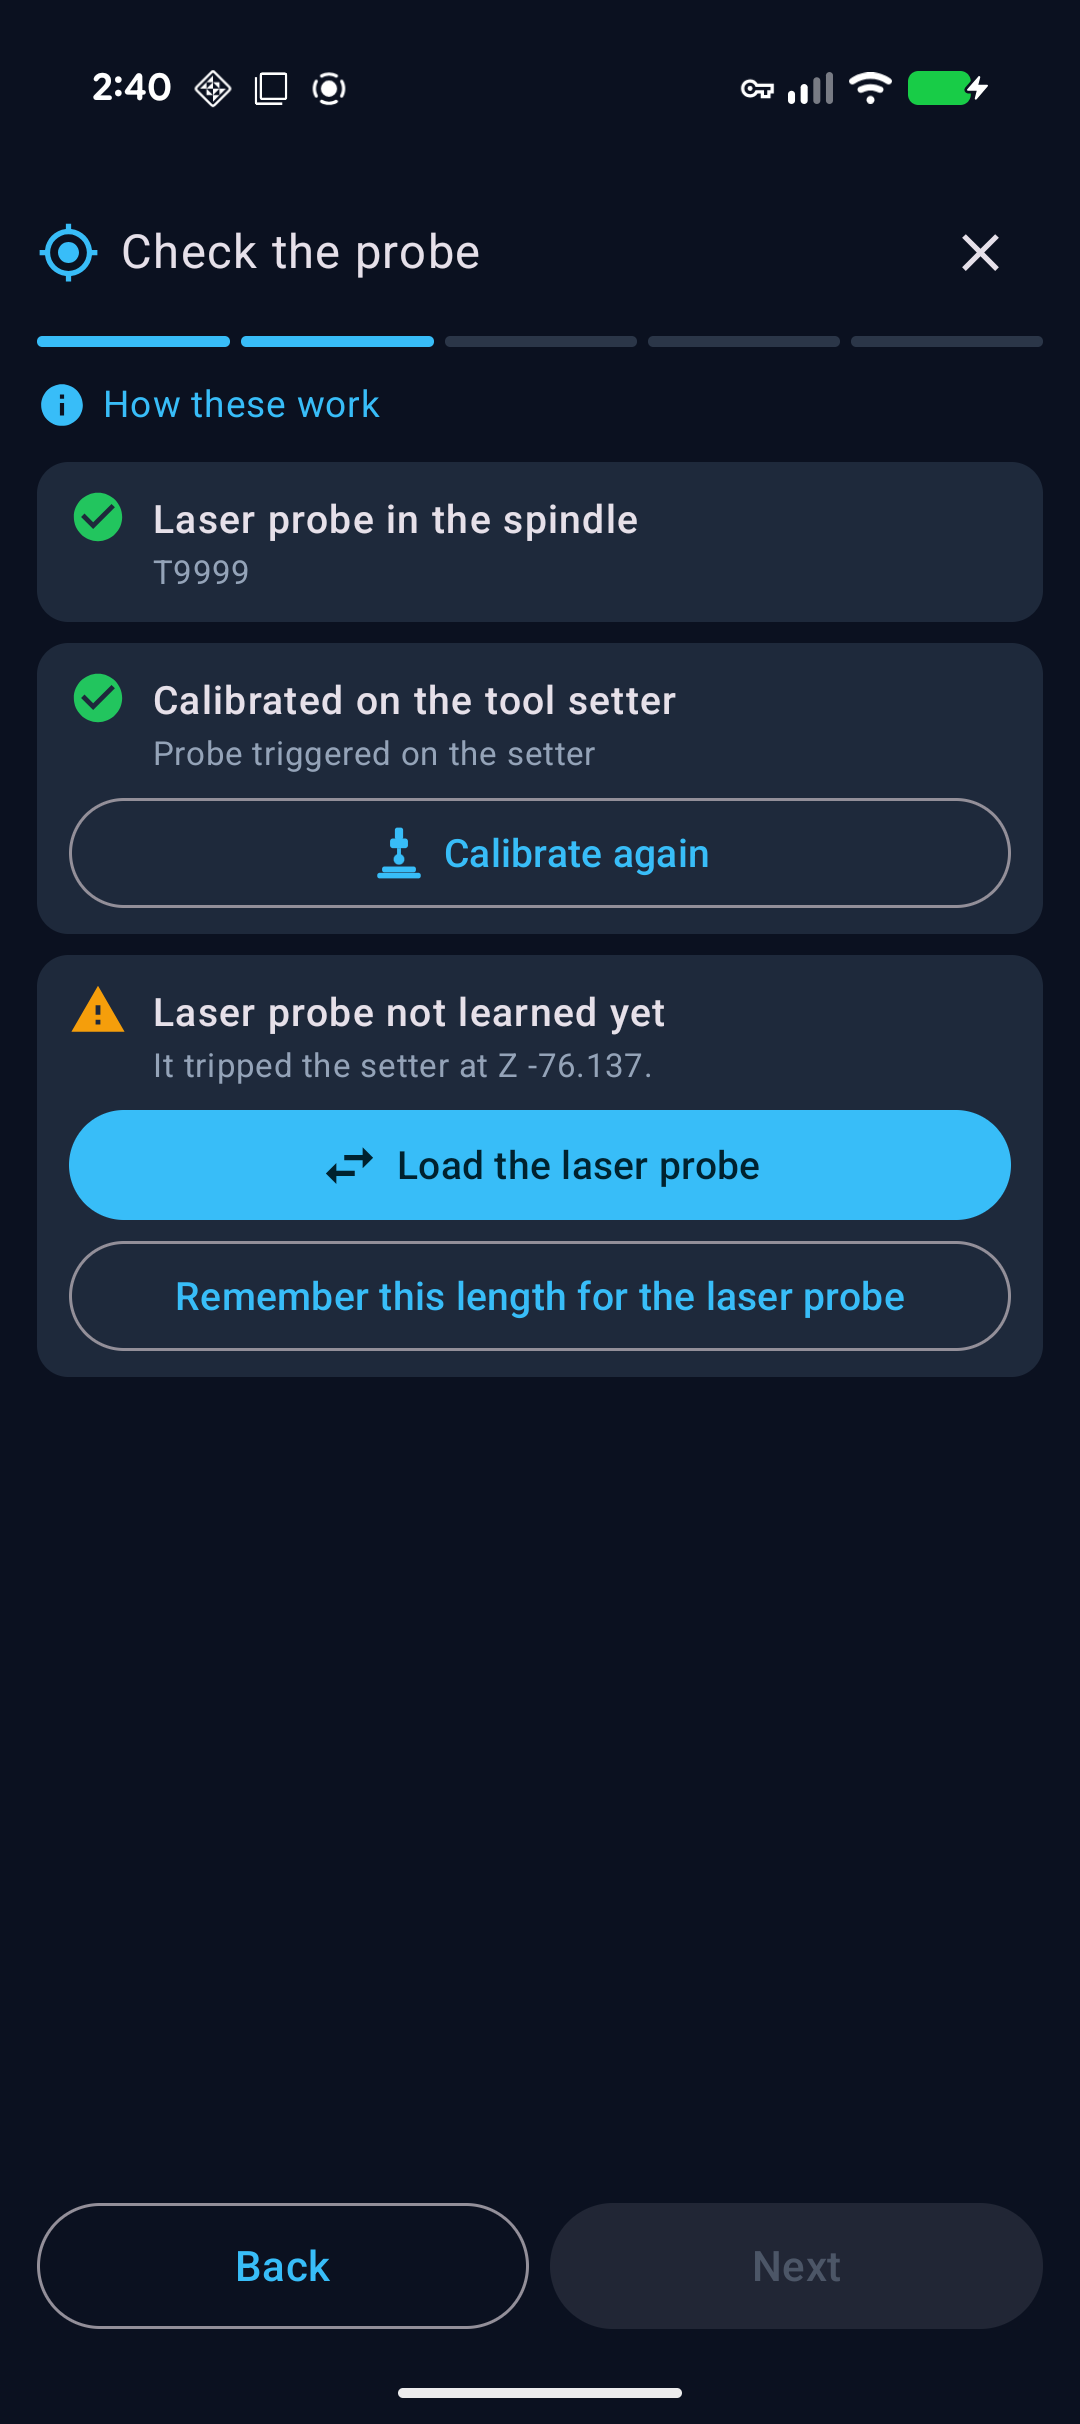 2:40
Check the probe
How these work
Laser probe in the spindle
T9999
Calibrated on the tool setter
Probe triggered on the setter
Calibrate again
Laser probe not learned yet
It tripped the setter at Z -76.137.
Load the laser probe
Remember this length for the laser probe
Back
Next